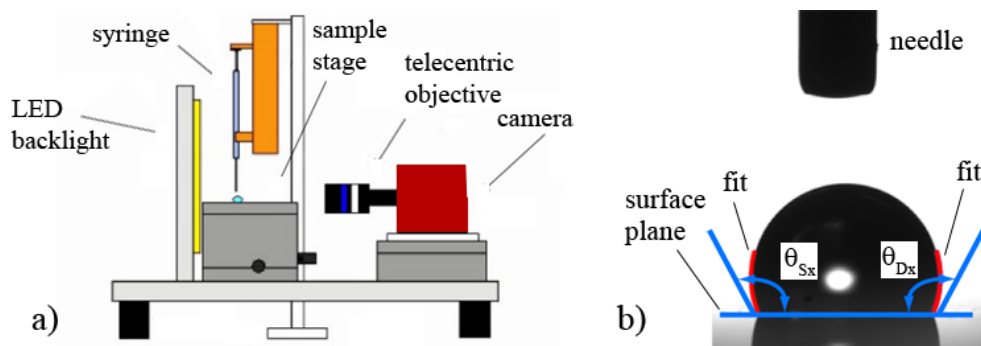 syringe
sample
stage
telecentric
objective
LED
backlight
camera
a)
needle
surface
plane
fit
fit
θSx
θDx
b)